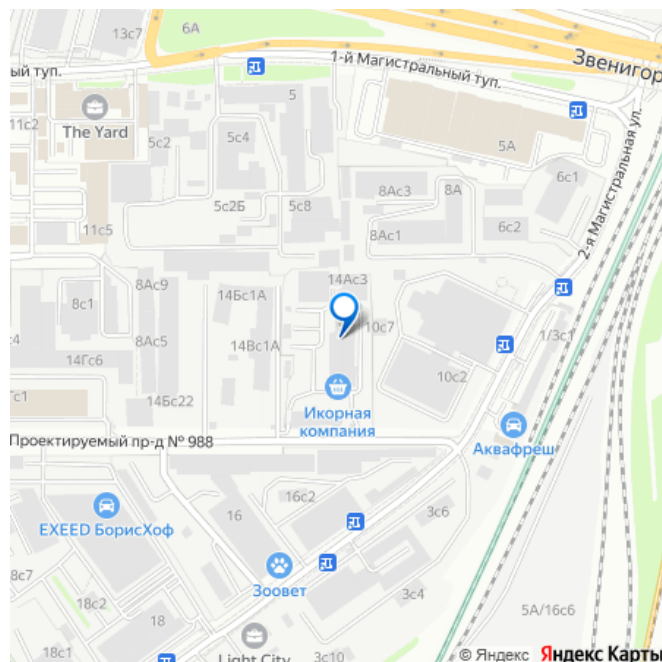 13с7
6А
1-й Магистральный туп.
Звенигор
ый туп.
11с2
The Yard
5
5с2
5с4
5А
6с1
2-я Магистральная ул.
8Ас3
8А
5с2Б
5с8
6с2
11с5
8Ас1
14Ас3
8Ас9
14Бс1А
8с1
10с7
1/3с1
с4
8Ас5
14Вс1А
14Гс6
10с2
Гс1
14Бс22
Икорная
компания
Аквафреш
Проектируемый пр-д № 988
16с2
EXEED БорисХоф
16
3с6
Зоовет
18с7
3с4
18с2
5А/16с6
18
18с1
Light City
3с10
© Яндекс Яндекс Карты